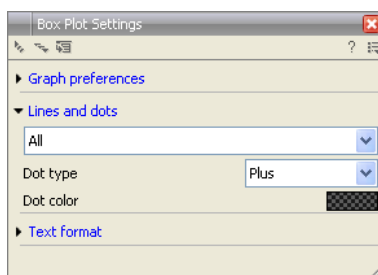 Box Plot Settings
?
Graph preferences
Lines and dots
All
Dot type Plus
Dot color
Text format